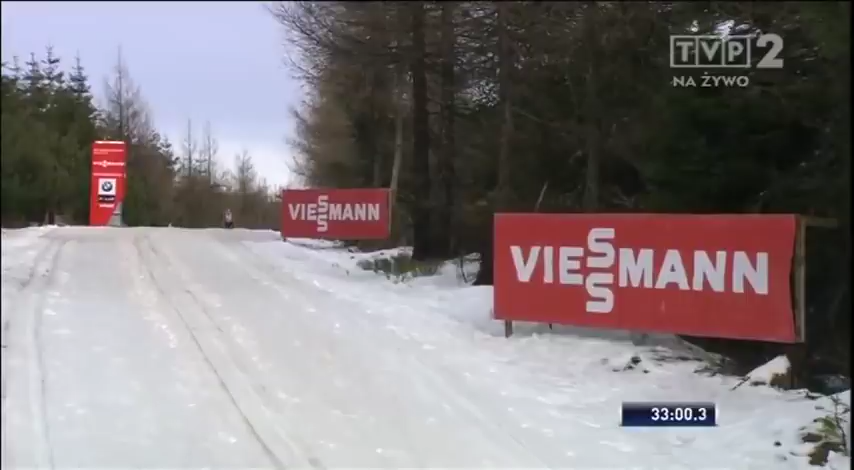 TVP2
NA ŻYWO
VIESSMANN
VIESSMANN
33:00.3